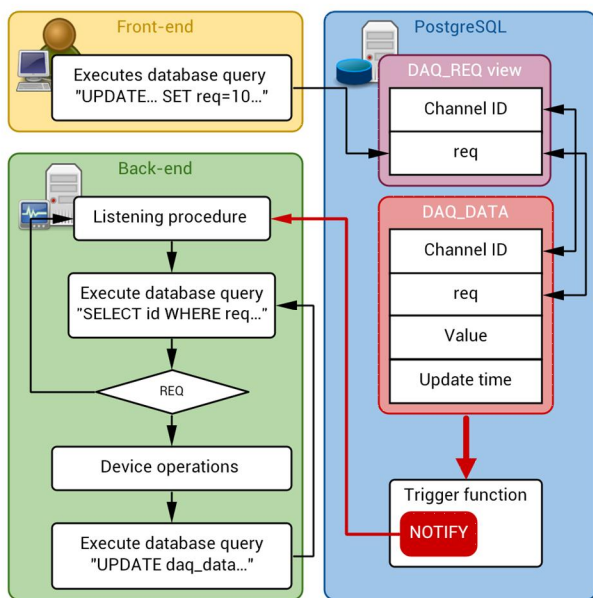 Front-end
Executes database query
"UPDATE... SET req=10..."
Back-end
Listening procedure
Execute database query
"SELECT id WHERE req..."
REQ
Device operations
Execute database query
"UPDATE daq_data..."
PostgreSQL
DAQ_REQ view
Channel ID
req
DAQ_DATA
Channel ID
req
Value
Update time
Trigger function
NOTIFY